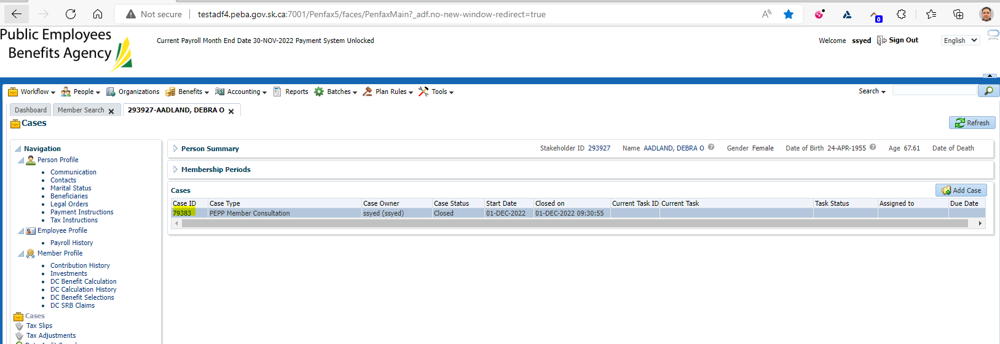 Not secure testadf4.peba.gov.sk.ca:7001/Penfax5/faces/PenfaxMain?_adf.no-new-window-redirect=true
0
Public Employees
Benefits Agency
Current Payroll Month End Date 30-NOV-2022 Payment System Unlocked
Welcome ssyed Sign Out English
Workflow People Organizations Benefits Accounting Reports Batches Plan Rules Tools Search
Dashboard Member Search 293927-AADLAND, DEBRA O
Cases Refresh
Navigation
Person Profile
Communication
Contacts
Marital Status
Beneficiaries
Legal Orders
Payment Instructions
Tax Instructions
Employee Profile
Payroll History
Member Profile
Contribution History
Investments
DC Benefit Calculation
DC Calculation History
DC Benefit Selections
DC SRB Claims
Cases
Tax Slips
Tax Adjustments
Person Summary Stakeholder ID 293927 Name AADLAND, DEBRA O Gender Female Date of Birth 24-APR-1955 Age 67.61 Date of Death
Membership Periods
Cases Add Case
Case ID Case Type Case Owner Case Status Start Date Closed on Current Task ID Current Task Task Status Assigned to Due Date
79383 PEPP Member Consultation ssyed (ssyed) Closed 01-DEC-2022 01-DEC-2022 09:30:55